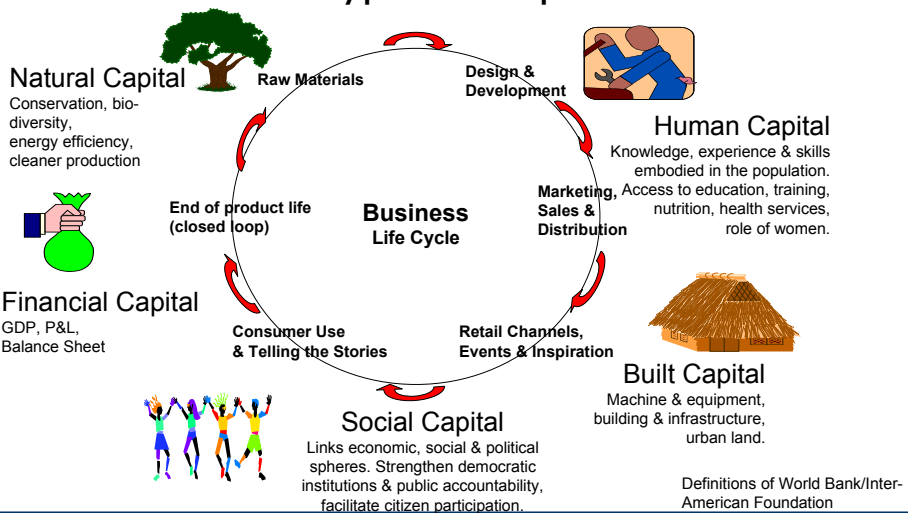 Natural Capital
Conservation, bio-
diversity,
energy efficiency,
cleaner production
Raw Materials
Design &
Development
Human Capital
Knowledge, experience & skills
embodied in the population.
Access to education, training,
nutrition, health services,
role of women.
Marketing,
Sales &
Distribution
End of product life
(closed loop)
Business
Life Cycle
Financial Capital
GDP, P&L,
Balance Sheet
Consumer Use
& Telling the Stories
Retail Channels,
Events & Inspiration
Built Capital
Machine & equipment,
building & infrastructure,
urban land.
Social Capital
Links economic, social & political
spheres. Strengthen democratic
institutions & public accountability,
facilitate citizen participation.
Definitions of World Bank/Inter-
American Foundation